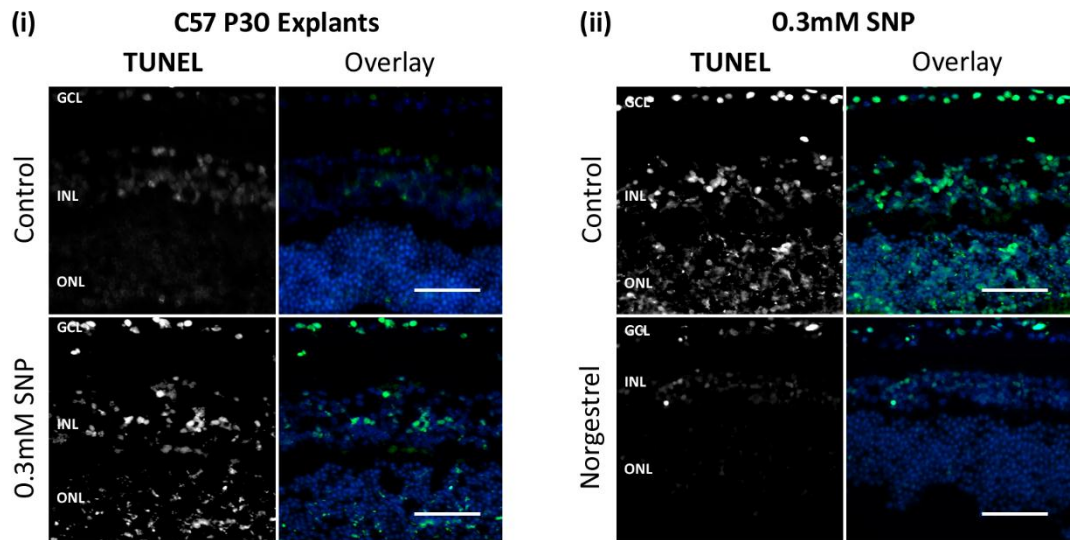 (i) C57 P30 Explants
TUNEL Overlay
Control
GCL
INL
ONL
0.3mM SNP
GCL
INL
ONL
(ii) 0.3mM SNP
TUNEL Overlay
Control
GCL
INL
ONL
Norgestrel
GCL
INL
ONL